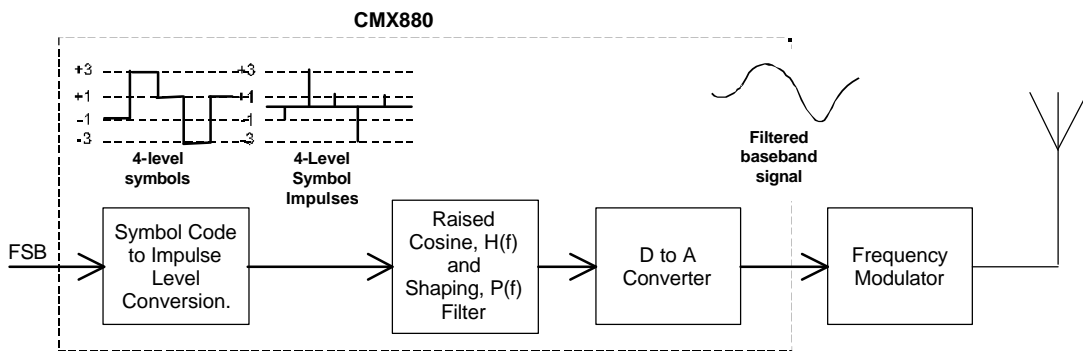 CMX880
+3
+1
-1
-3
+3
+1
-1
-3
4-level
symbols
4-Level
Symbol
Impulses
Filtered
baseband
signal
FSB
Symbol Code
to Impulse
Level
Conversion.
Raised
Cosine, H(f)
and
Shaping, P(f)
Filter
D to A
Converter
Frequency
Modulator